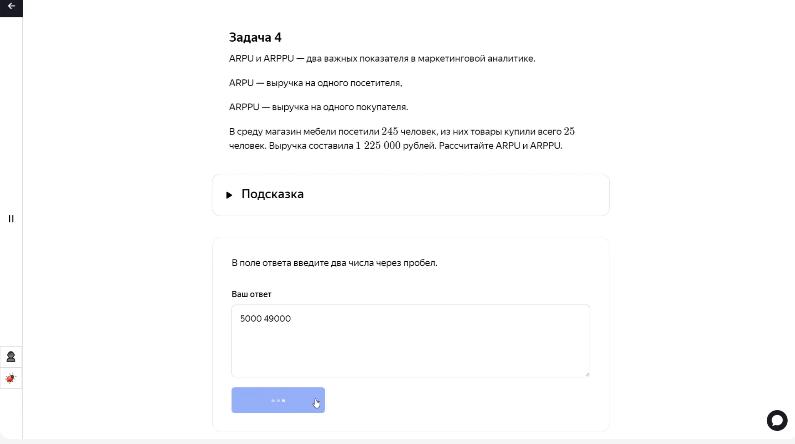 Задача 4
ARPU и ARPPU — два важных показателя в маркетинговой аналитике.
ARPU — выручка на одного посетителя,
ARPPU — выручка на одного покупателя.
В среду магазин мебели посетили 245 человек, из них товары купили всего 25
человек. Выручка составила 1 225 000 рублей. Рассчитайте ARPU и ARPPU.
Подсказка
В поле ответа введите два числа через пробел.
Ваш ответ
5000 49000